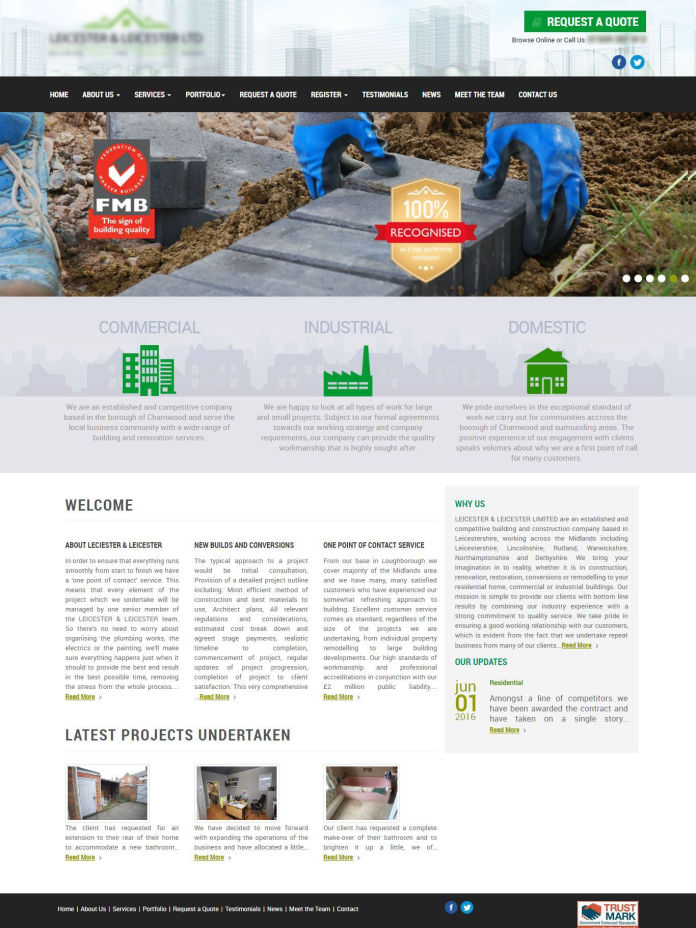 LEICESTER & LEICESTER LTD
REQUEST A QUOTE
Browse Online or Call Us:
HOME ABOUT US SERVICES PORTFOLIO REQUEST A QUOTE REGISTER TESTIMONIALS NEWS MEET THE TEAM CONTACT US
FEDERATION OF
MASTER BUILDERS
FMB
The sign of
building quality
100%
RECOGNISED
as a high performing
contractor
COMMERCIAL
We are an established and competitive company
based in the borough of Charnwood and serve the
local business community with a wide-range of
building and renovation services.
INDUSTRIAL
We are happy to look at all types of work for large
and small projects. Subject to our formal agreements
towards our working strategy and company
requirements, our company can provide the quality
workmanship that is highly sought after.
DOMESTIC
We pride ourselves in the exceptional standard of
work we carry out for communities accross the
borough of Charnwood and surrounding areas. The
positive experience of our engagement with clients
speaks volumes about why we are a first point of call
for many customers.
WELCOME
ABOUT LECIESTER & LEICESTER
In order to ensure that everything runs
smoothly from start to finish we have
a 'one point of contact' service. This
means that every element of the
project which we undertake will be
managed by one senior member of
the LEICESTER & LEICESTER team.
So there's no need to worry about
organising the plumbing works, the
electrics or the painting, we'll make
sure everything happens just when it
should to provide the best end result
in the best possible time, removing
the stress from the whole process....
Read More >
NEW BUILDS AND CONVERSIONS
The typical approach to a project
would be Initial consultation,
Provision of a detailed project outline
including: Most efficient method of
construction and best materials to
use, Architect plans, All relevant
regulations and considerations,
estimated cost break down and
agreed stage payments, realistic
timeline to completion,
commencement of project, regular
updates of project progression,
completion of project to client
satisfaction. This very comprehensive
... Read More >
ONE POINT OF CONTACT SERVICE
From our base in Loughborough we
cover majority of the Midlands area
and we have many, many satisfied
customers who have experienced our
somewhat refreshing approach to
building. Excellent customer service
comes as standard, regardless of the
size of the projects we are
undertaking, from individual property
remodelling to large building
developments. Our high standards of
workmanship and professional
accreditations in conjunction with our
£2 million public liability....
Read More >
WHY US
LEICESTER & LEICESTER LIMITED are an established and
competitive building and construction company based in
Leicestershire, working across the Midlands including
Leicestershire, Lincolnshire, Rutland, Warwickshire,
Northamptonshire and Derbyshire. We bring your
imagination in to reality, whether it is in construction,
renovation, restoration, conversions or remodelling to your
residential home, commercial or industrial buildings. Our
mission is simple to provide our clients with bottom line
results by combining our industry experience with a
strong commitment to quality service. We take pride in
ensuring a good working relationship with our customers,
which is evident from the fact that we undertake repeat
business from many of our clients... Read More >
OUR UPDATES
jun
01
2016
Residential
Amongst a line of competitors we
have been awarded the contract and
have taken on a single story...
Read More >
LATEST PROJECTS UNDERTAKEN
The client has requested for an
extension to their rear of their home
to accommodate a new bathroom...
Read More >
We have decided to move forward
with expanding the operations of the
business and have allocated a little...
Read More >
Our client has requested a complete
make-over of their bathroom and to
brighten it up a little, we of...
Read More >
Home | About Us | Services | Portfolio | Request a Quote | Testimonials | News | Meet the Team | Contact
TRUST
MARK
Government Endorsed Standards